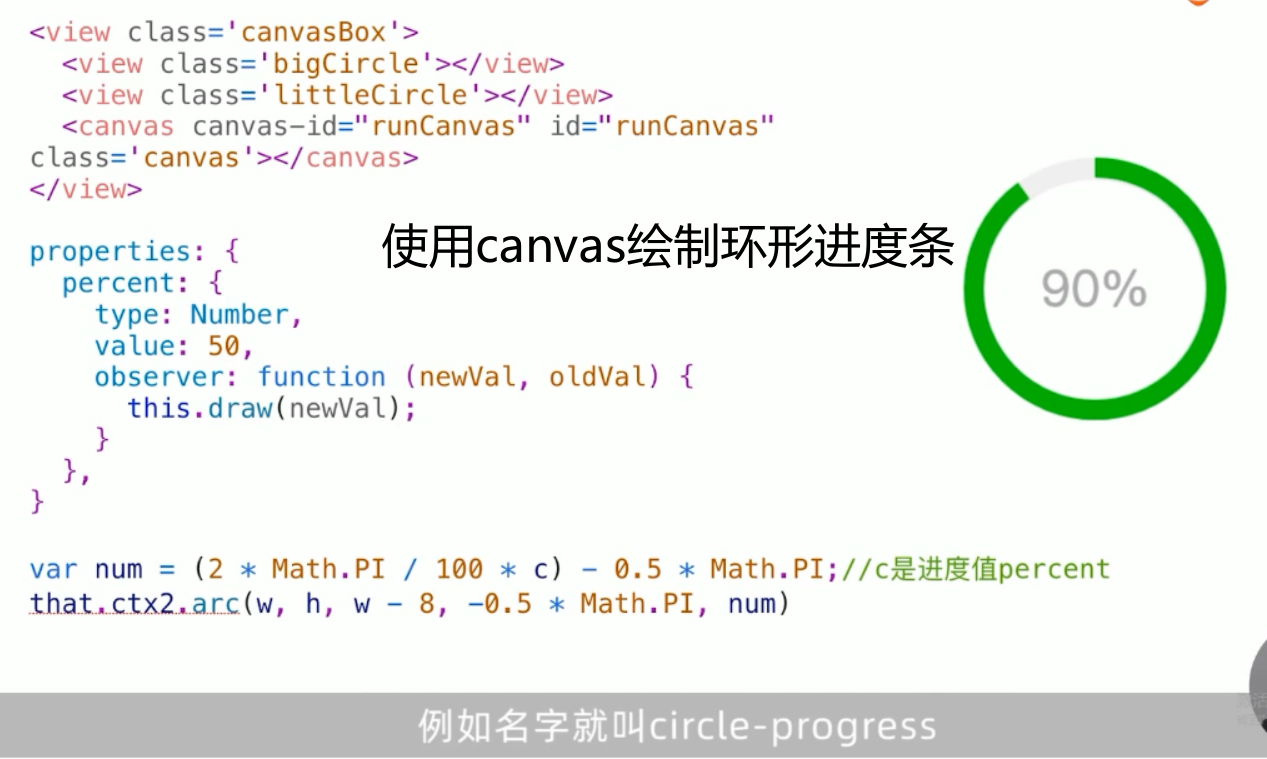 <view class='canvasBox'>
  <view class='bigCircle'></view>
  <view class='littleCircle'></view>
  <canvas canvas-id="runCanvas" id="runCanvas"
class='canvas'></canvas>
</view>
使用canvas绘制环形进度条
90%
properties: {
  percent: {
    type: Number,
    value: 50,
    observer: function (newVal, oldVal) {
      this.draw(newVal);
    }
  },
}
var num = (2 * Math.PI / 100 * c) - 0.5 * Math.PI;//c是进度值percent
that.ctx2.arc(w, h, w - 8, -0.5 * Math.PI, num)
例如名字就叫circle-progress